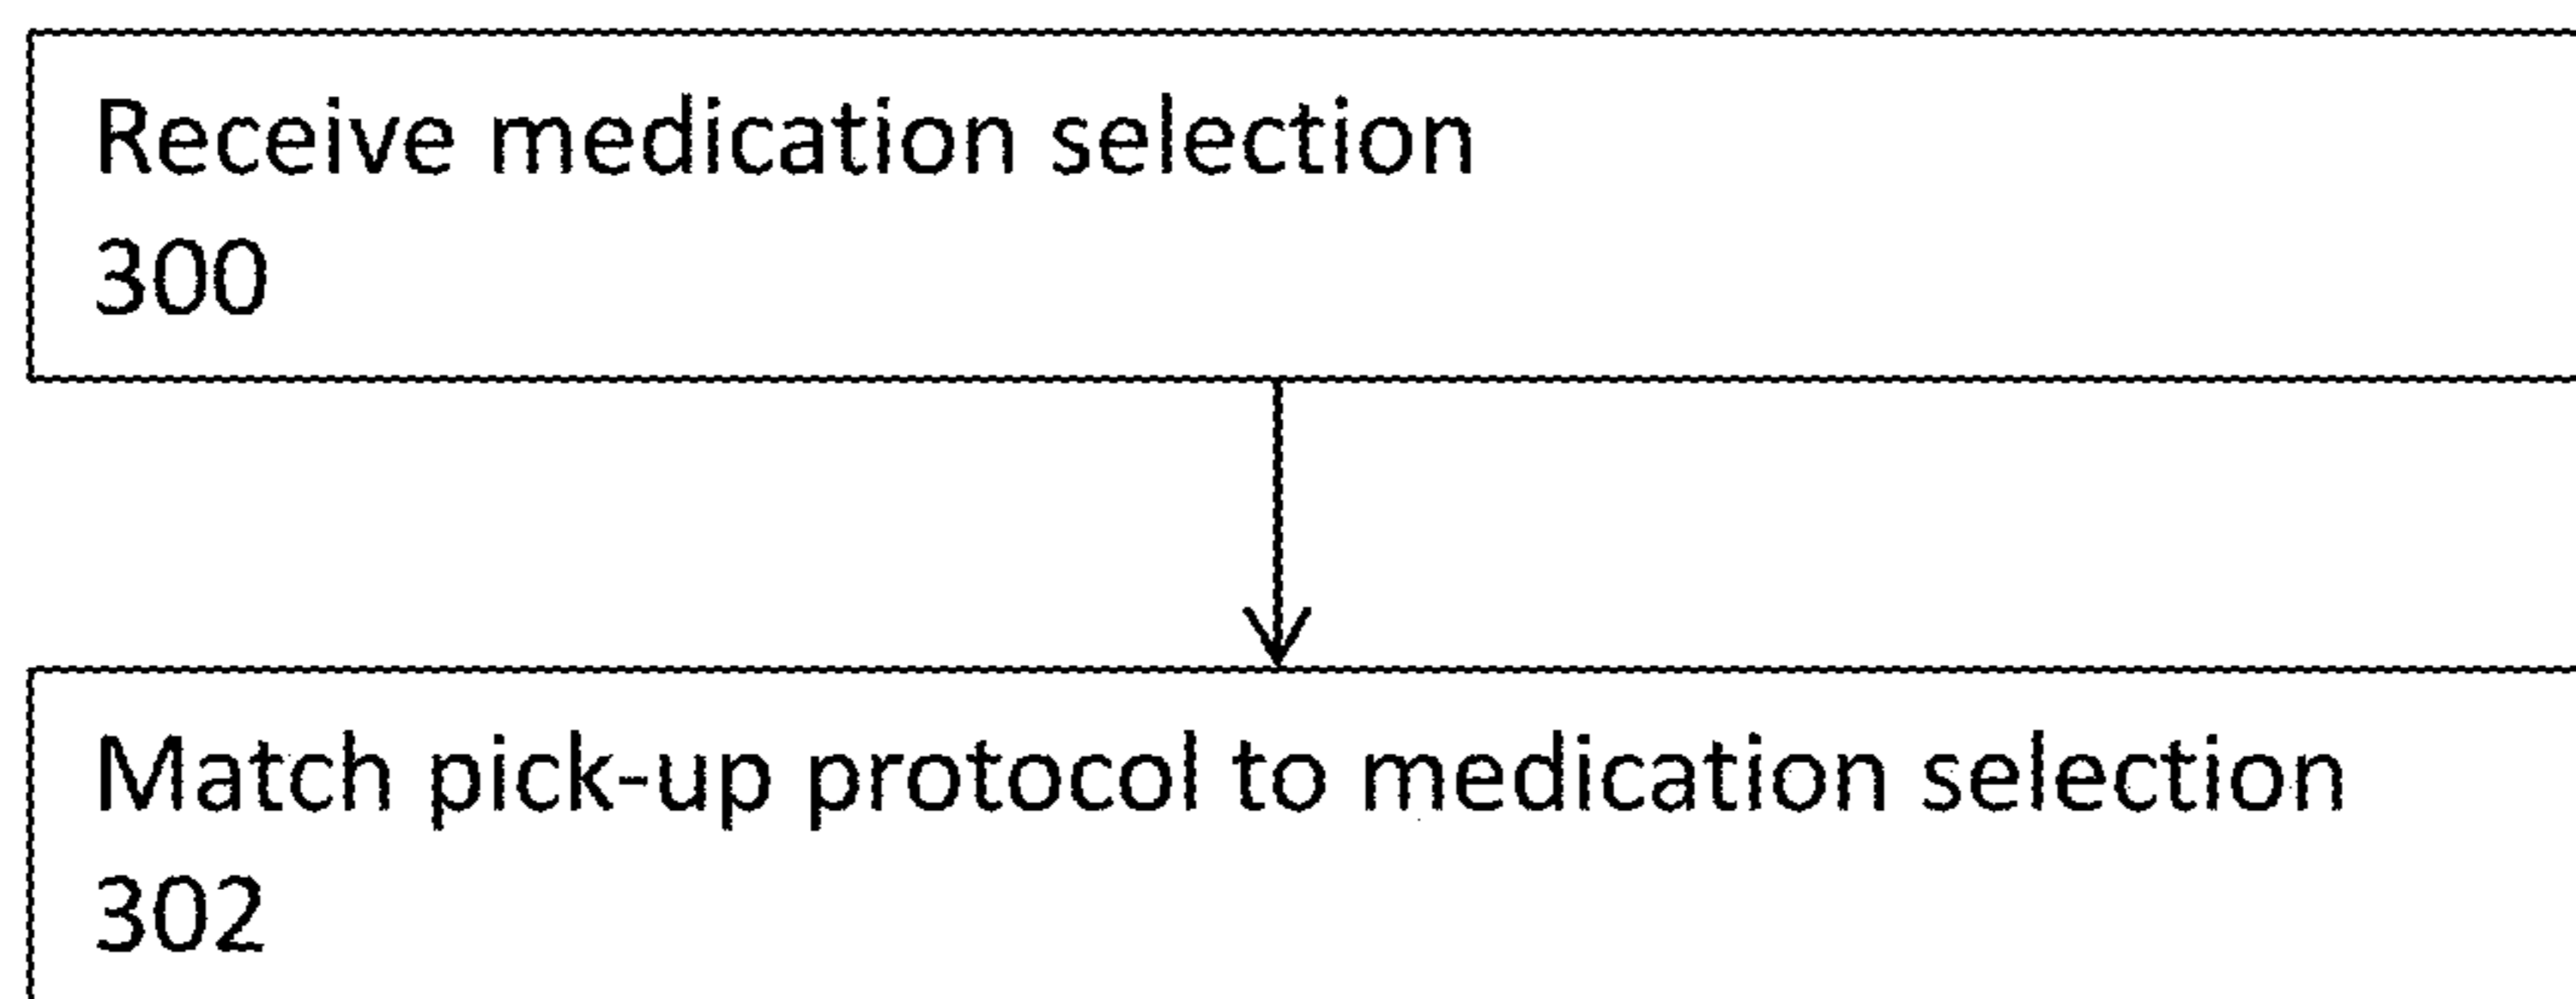 Receive medication selection
300
Match pick-up protocol to medication selection
302